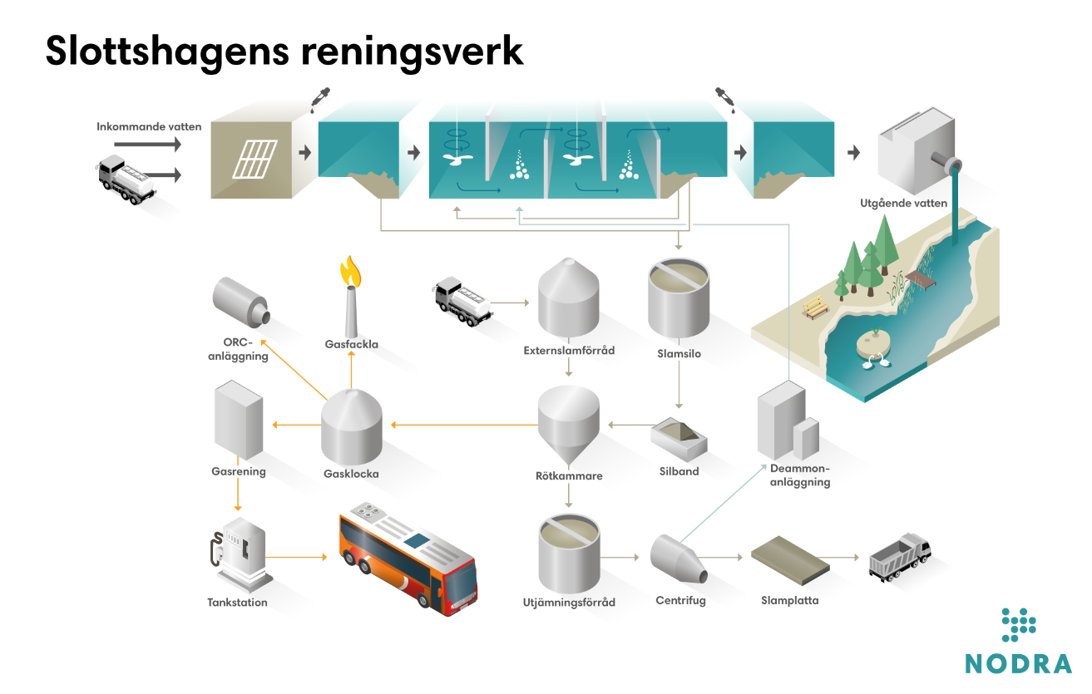 Slottshagens reningsverk
Inkommande vatten
Utgående vatten
ORC-
anläggning
Gasfackla
Externslamförråd
Slamsilo
Gasrening
Gasklocka
Rötkammare
Silband
Deammon-
anläggning
Tankstation
Utjämningsförråd
Centrifug
Slamplatta
NODRA